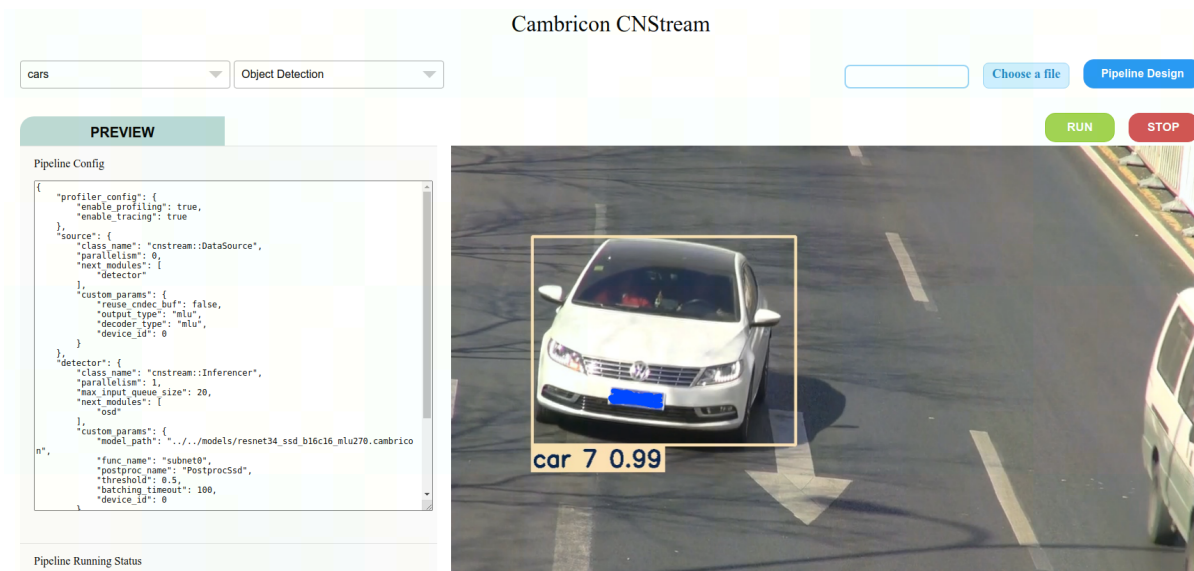 Cambricon CNStream
cars
Object Detection
Choose a file
Pipeline Design
PREVIEW
RUN
STOP
Pipeline Config
{
    "profiler_config": {
        "enable_profiling": true,
        "enable_tracing": true
    },
    "source": {
        "class_name": "cnstream::DataSource",
        "parallelism": 0,
        "next_modules": [
            "detector"
        ],
        "custom_params": {
            "reuse_cndec_buf": false,
            "output_type": "mlu",
            "decoder_type": "mlu",
            "device_id": 0
        }
    },
    "detector": {
        "class_name": "cnstream::Inferencer",
        "parallelism": 1,
        "max_input_queue_size": 20,
        "next_modules": [
            "osd"
        ],
        "custom_params": {
            "model_path": "../../models/resnet34_ssd_b16c16_mlu270.cambrico
n",
            "func_name": "subnet0",
            "postproc_name": "PostprocSsd",
            "threshold": 0.5,
            "batching_timeout": 100,
            "device_id": 0
        }
car 7 0.99
Pipeline Running Status